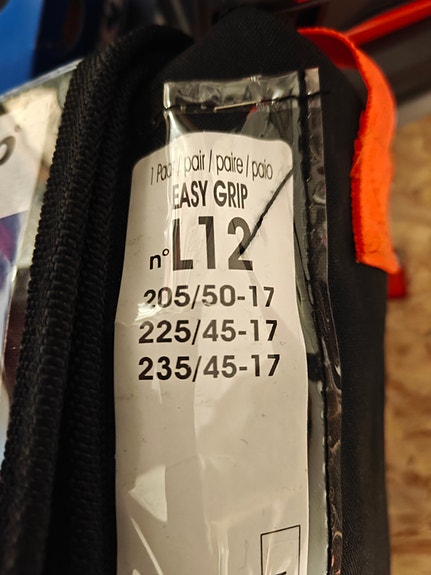 1 Paar / pair / paire / paio
EASY GRIP
n° L12
205/50-17
225/45-17
235/45-17